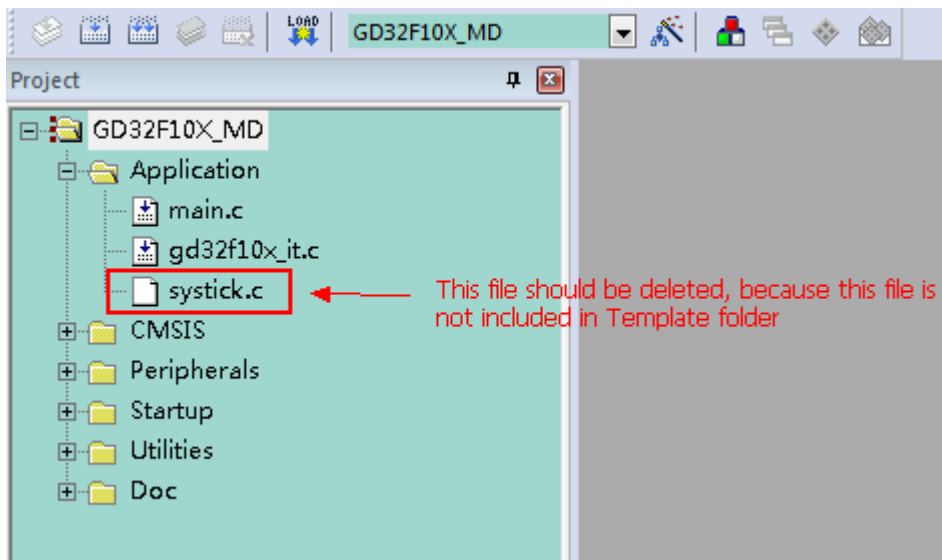 LOAD
GD32F10X_MD
Project
GD32F10X_MD
Application
main.c
gd32f10x_it.c
systick.c
This file should be deleted, because this file is
not included in Template folder
CMSIS
Peripherals
Startup
Utilities
Doc